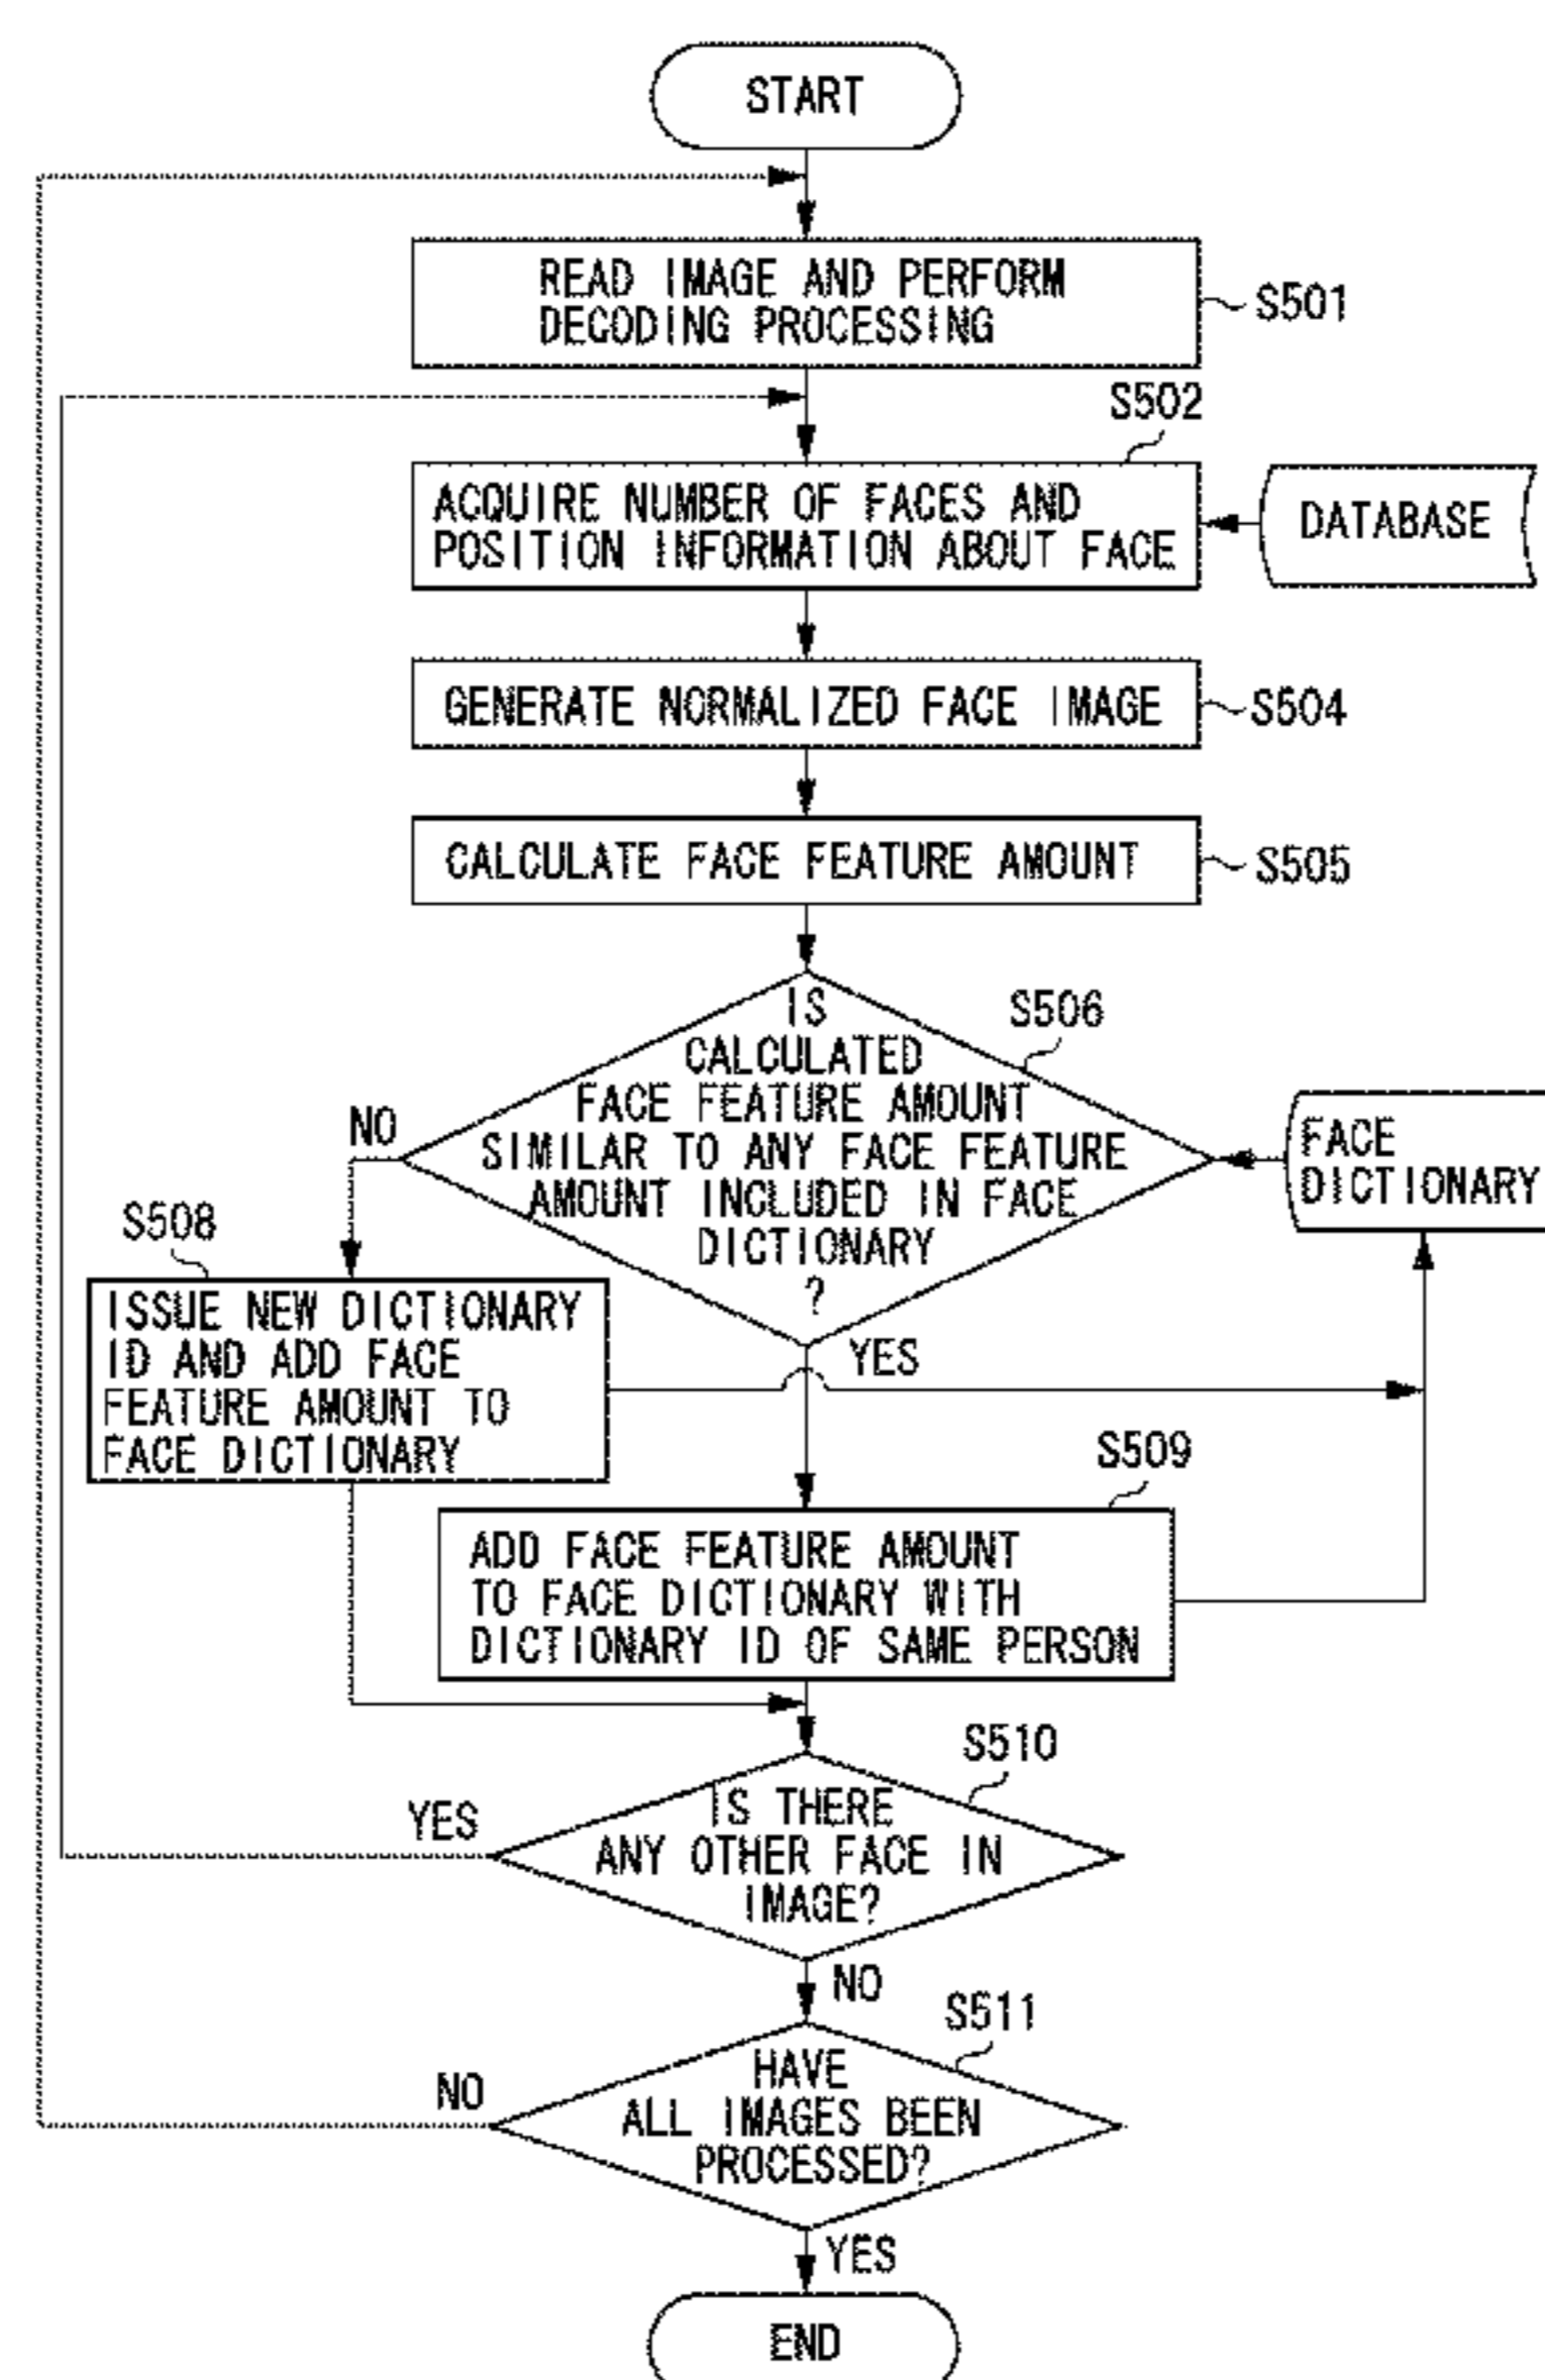 START
READ IMAGE AND PERFORM
DECODING PROCESSING
S501
S502
ACQUIRE NUMBER OF FACES AND
POSITION INFORMATION ABOUT FACE
DATABASE
GENERATE NORMALIZED FACE IMAGE
S504
CALCULATE FACE FEATURE AMOUNT
S505
S506
IS
CALCULATED
FACE FEATURE AMOUNT
SIMILAR TO ANY FACE FEATURE
AMOUNT INCLUDED IN FACE
DICTIONARY
?
NO
FACE
DICTIONARY
S508
ISSUE NEW DICTIONARY
ID AND ADD FACE
FEATURE AMOUNT TO
FACE DICTIONARY
YES
S509
ADD FACE FEATURE AMOUNT
TO FACE DICTIONARY WITH
DICTIONARY ID OF SAME PERSON
S510
YES
IS THERE
ANY OTHER FACE IN
IMAGE?
NO
S511
NO
HAVE
ALL IMAGES BEEN
PROCESSED?
YES
END